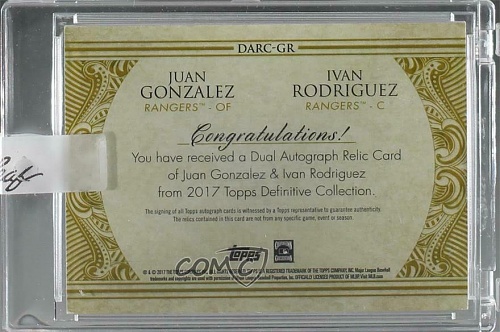 DARC-GR
JUAN GONZALEZ
RANGERS™ - OF
IVAN RODRIGUEZ
RANGERS™ - C
Congratulations!
You have received a Dual Autograph Relic Card
of Juan Gonzalez & Ivan Rodriguez
from 2017 Topps Definitive Collection.
The signing of all Topps autograph cards is witnessed by a Topps representative to guarantee authenticity.
The relics contained in this card are not from any specific game, event or season.
Topps
COMC